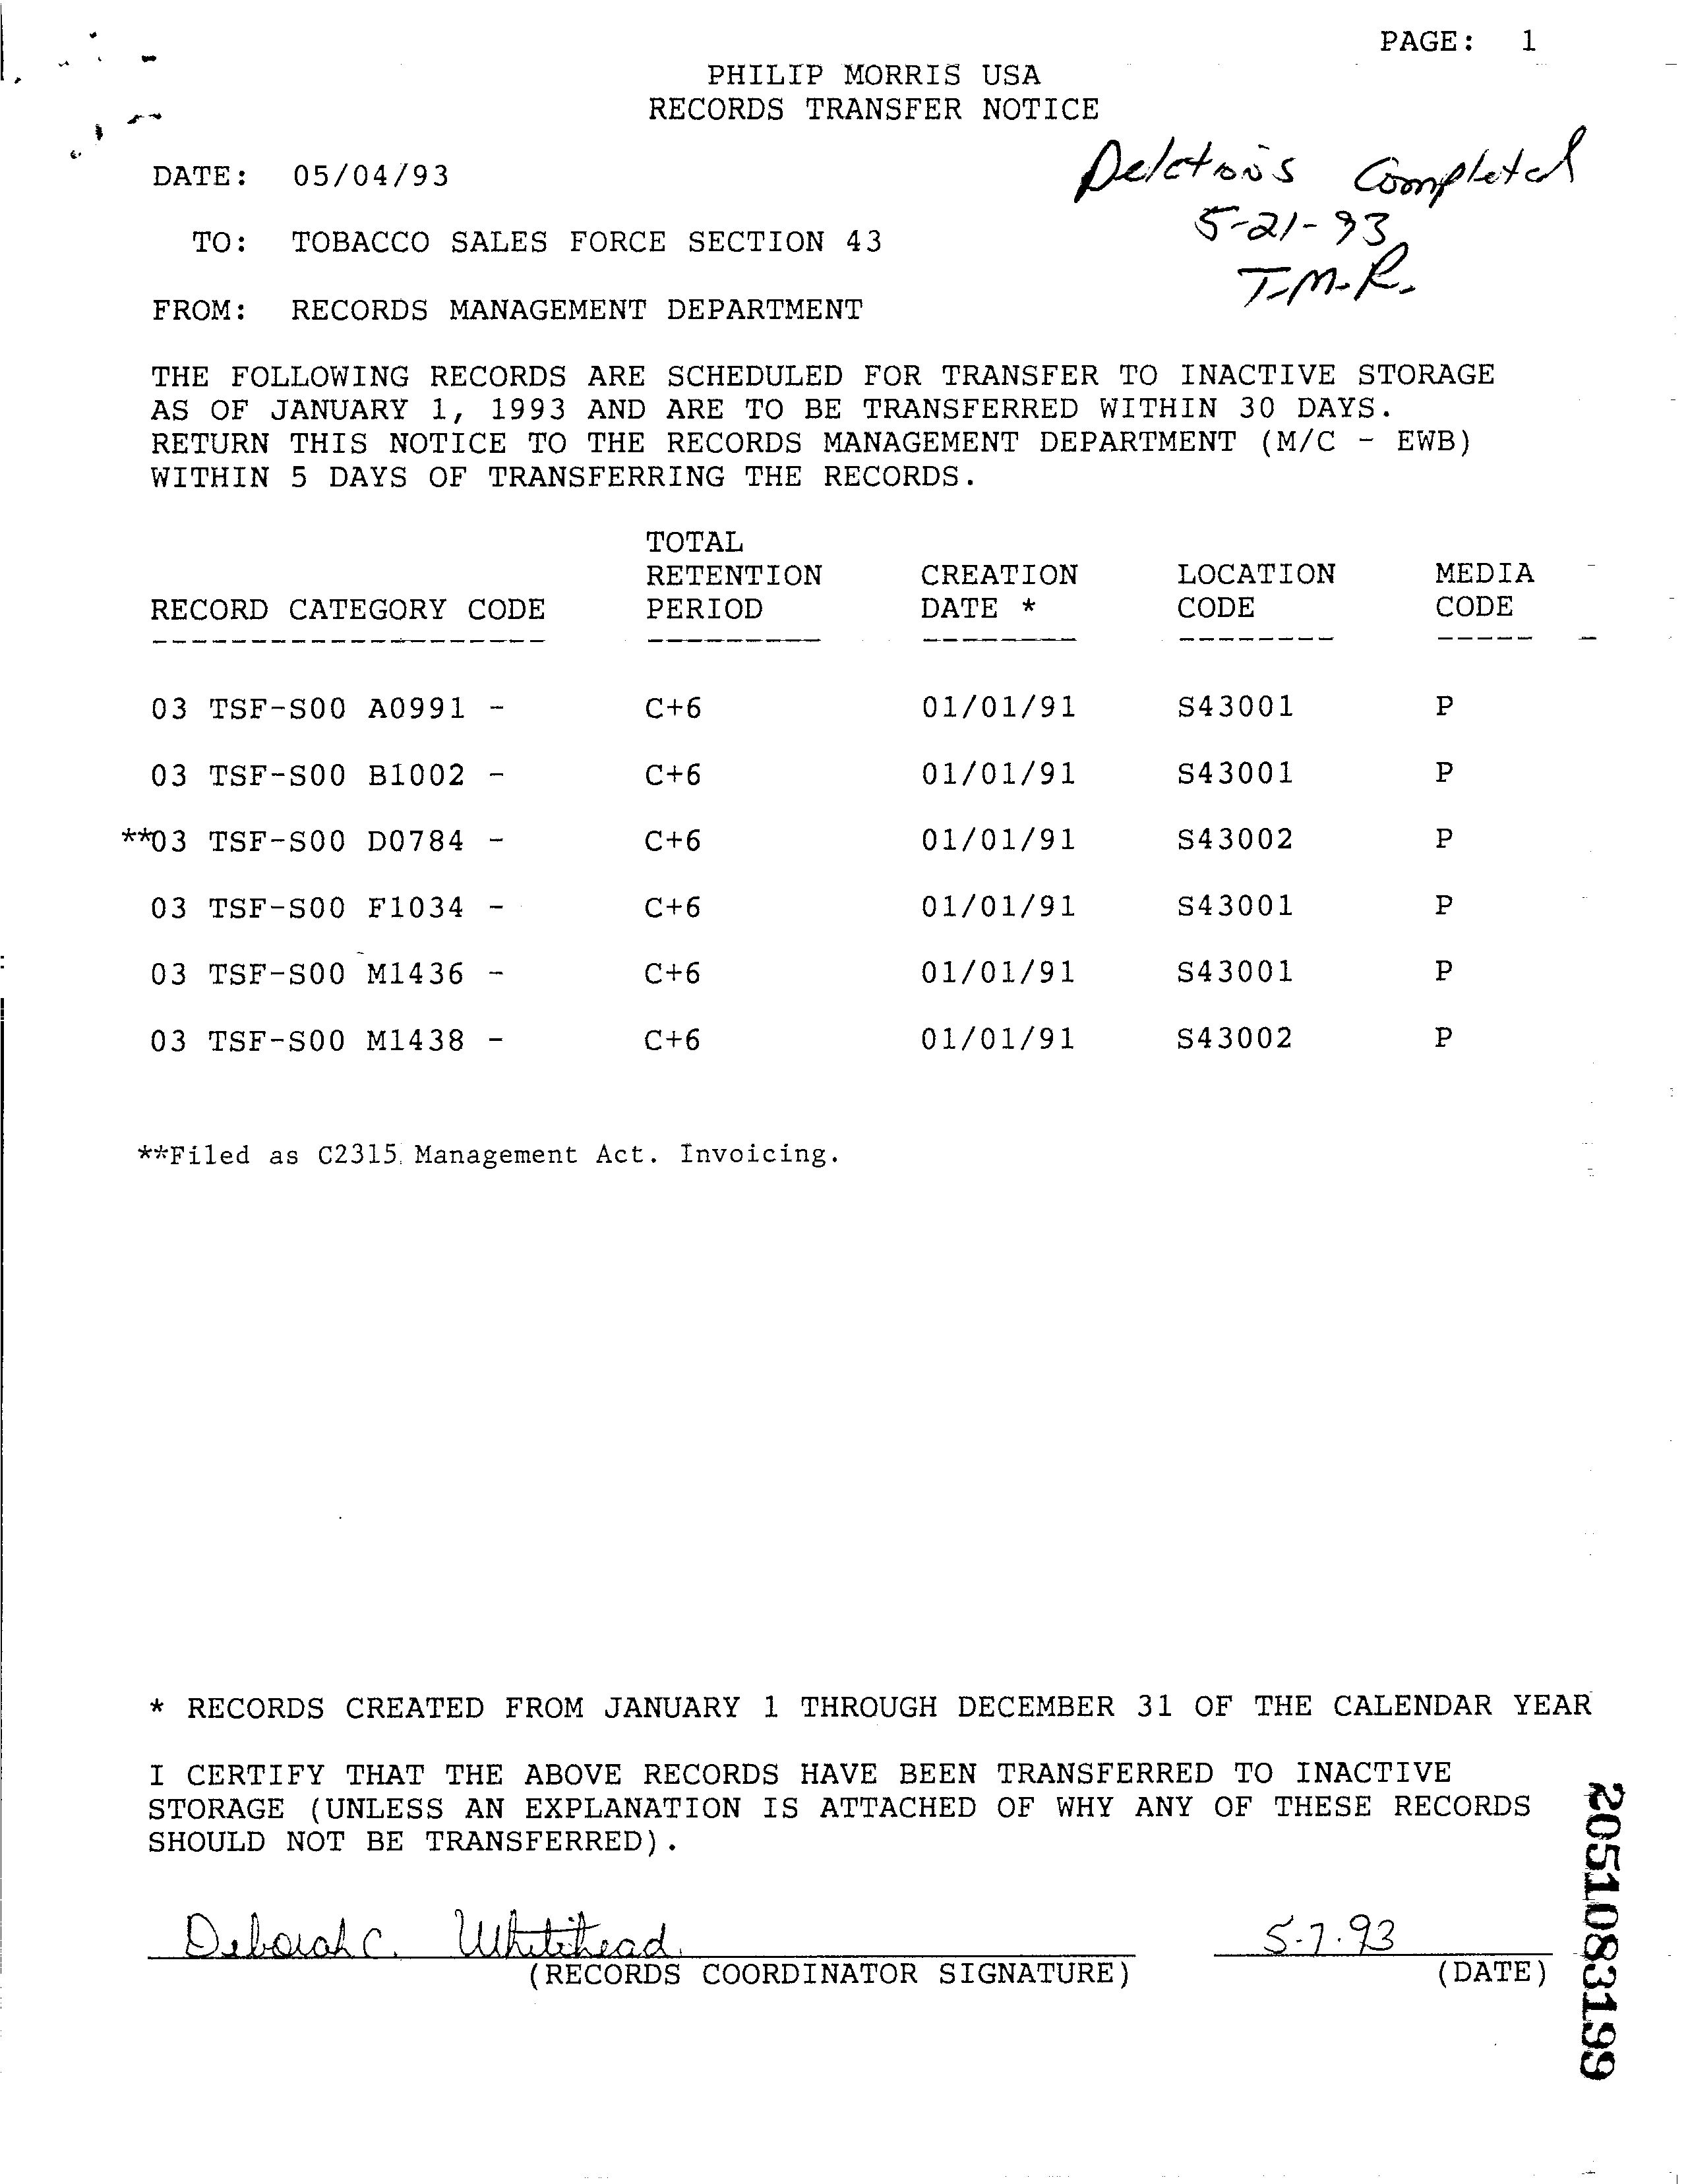 PAGE: 1
PHILIP MORRIS USA
RECORDS TRANSFER NOTICE
Deletions Completed
5-21-93
T.M.R.
DATE: 05/04/93
TO: TOBACCO SALES FORCE SECTION 43
FROM: RECORDS MANAGEMENT DEPARTMENT
THE FOLLOWING RECORDS ARE SCHEDULED FOR TRANSFER TO INACTIVE STORAGE
AS OF JANUARY 1, 1993 AND ARE TO BE TRANSFERRED WITHIN 30 DAYS.
RETURN THIS NOTICE TO THE RECORDS MANAGEMENT DEPARTMENT (M/C - EWB)
WITHIN 5 DAYS OF TRANSFERRING THE RECORDS.
TOTAL
RETENTION CREATION LOCATION MEDIA
RECORD CATEGORY CODE PERIOD DATE * CODE CODE
03 TSF-S00 A0991 - C+6 01/01/91 S43001 P
03 TSF-S00 B1002 - C+6 01/01/91 S43001 P
**03 TSF-S00 D0784 - C+6 01/01/91 S43002 P
03 TSF-S00 F1034 - C+6 01/01/91 S43001 P
03 TSF-S00 M1436 - C+6 01/01/91 S43001 P
03 TSF-S00 M1438 - C+6 01/01/91 S43002 P
**Filed as C2315 Management Act. Invoicing.
* RECORDS CREATED FROM JANUARY 1 THROUGH DECEMBER 31 OF THE CALENDAR YEAR
I CERTIFY THAT THE ABOVE RECORDS HAVE BEEN TRANSFERRED TO INACTIVE
STORAGE (UNLESS AN EXPLANATION IS ATTACHED OF WHY ANY OF THESE RECORDS
SHOULD NOT BE TRANSFERRED).
Deborah C. Whitehead 5-7-93
(RECORDS COORDINATOR SIGNATURE) (DATE)
2051083199